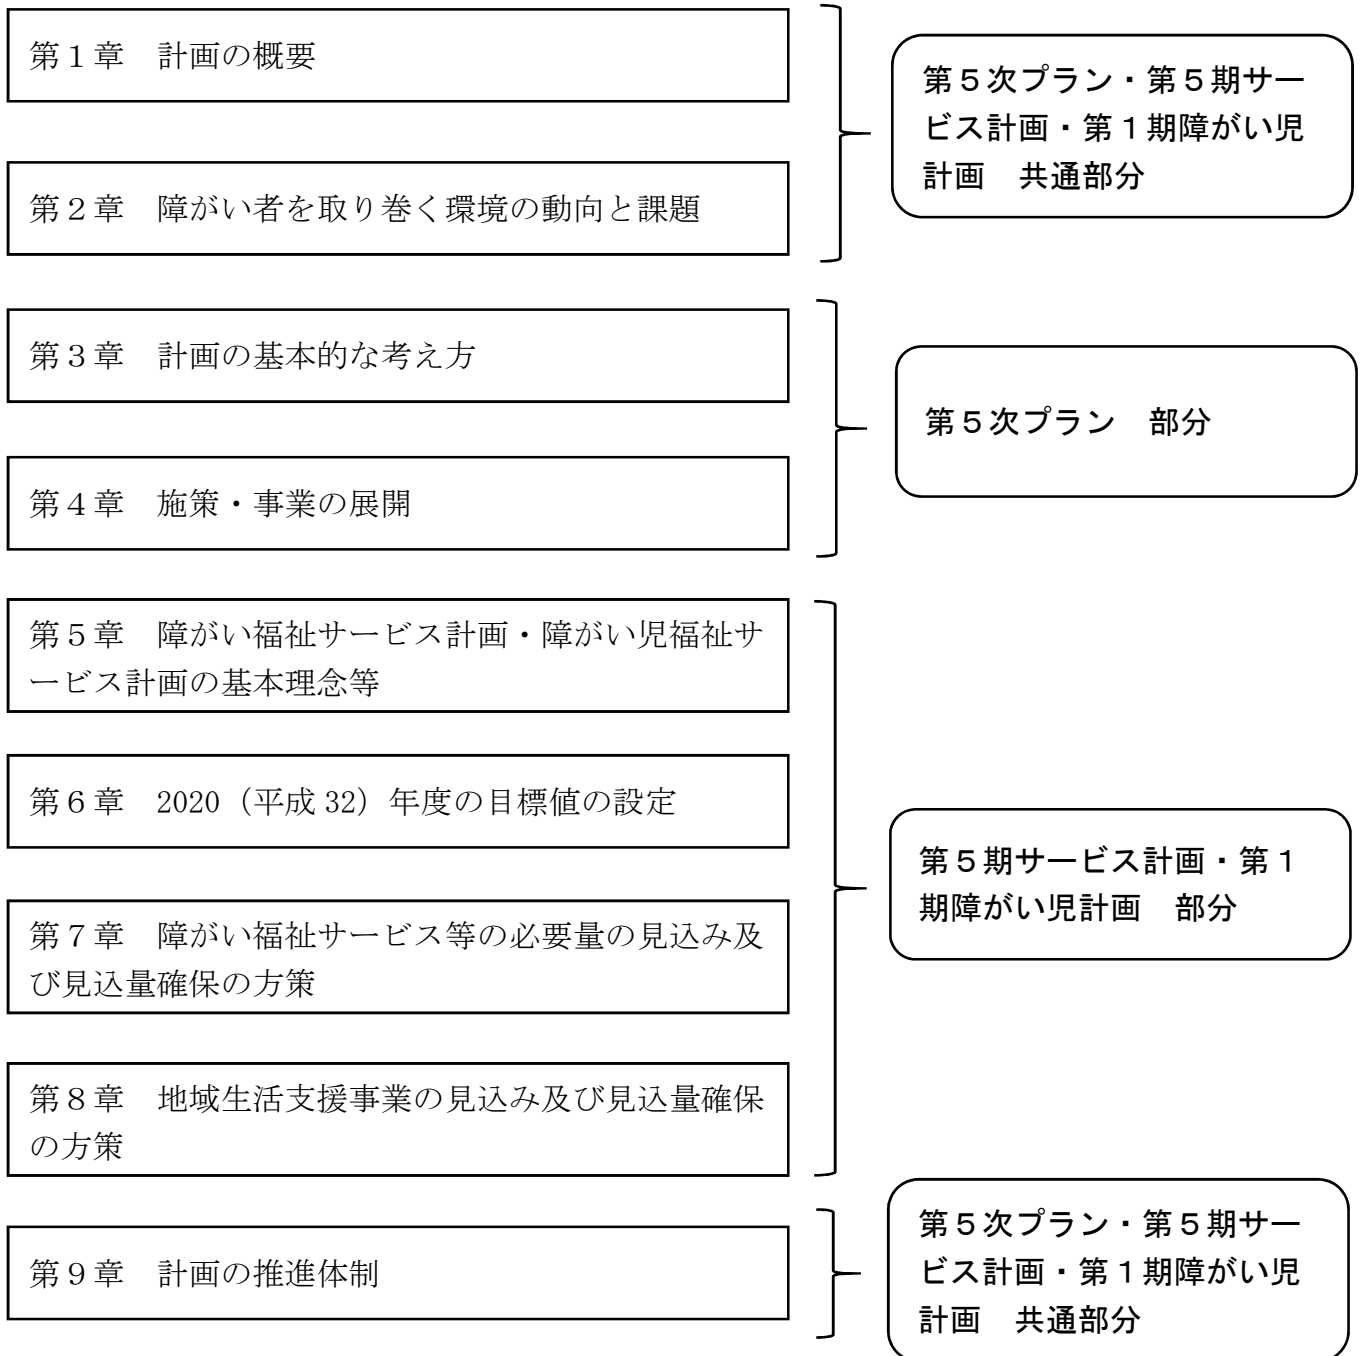 第１章　計画の概要
第２章　障がい者を取り巻く環境の動向と課題
第５次プラン・第５期サー
ビス計画・第１期障がい児
計画　共通部分
第３章　計画の基本的な考え方
第４章　施策・事業の展開
第５次プラン　部分
第５章　障がい福祉サービス計画・障がい児福祉サ
ービス計画の基本理念等
第６章　2020（平成 32）年度の目標値の設定
第７章　障がい福祉サービス等の必要量の見込み及
び見込量確保の方策
第８章　地域生活支援事業の見込み及び見込量確保
の方策
第５期サービス計画・第１
期障がい児計画　部分
第９章　計画の推進体制
第５次プラン・第５期サー
ビス計画・第１期障がい児
計画　共通部分